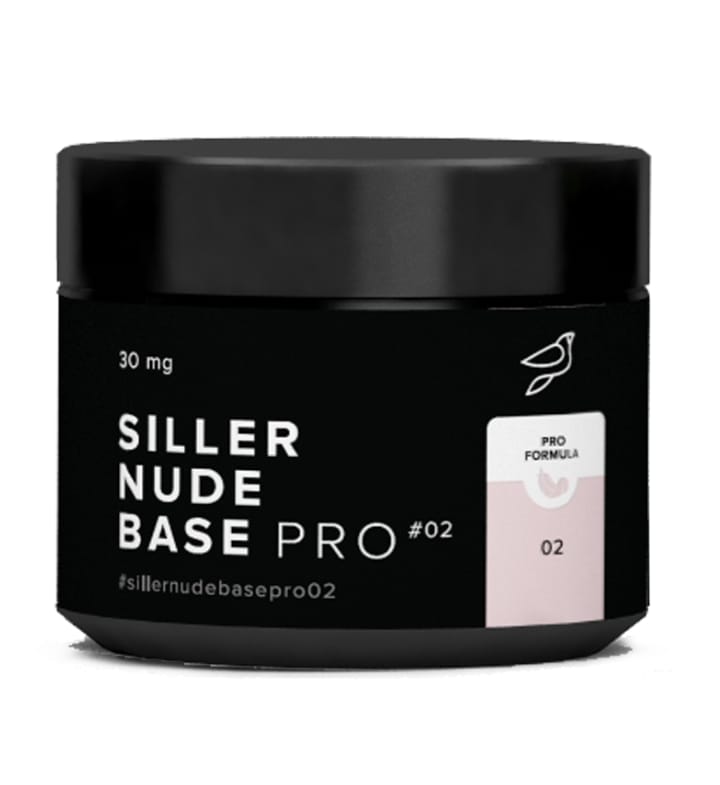 30 mg
SILLER
NUDE
BASE PRO #02
#sillernudebasepro02
PRO
FORMULA
02